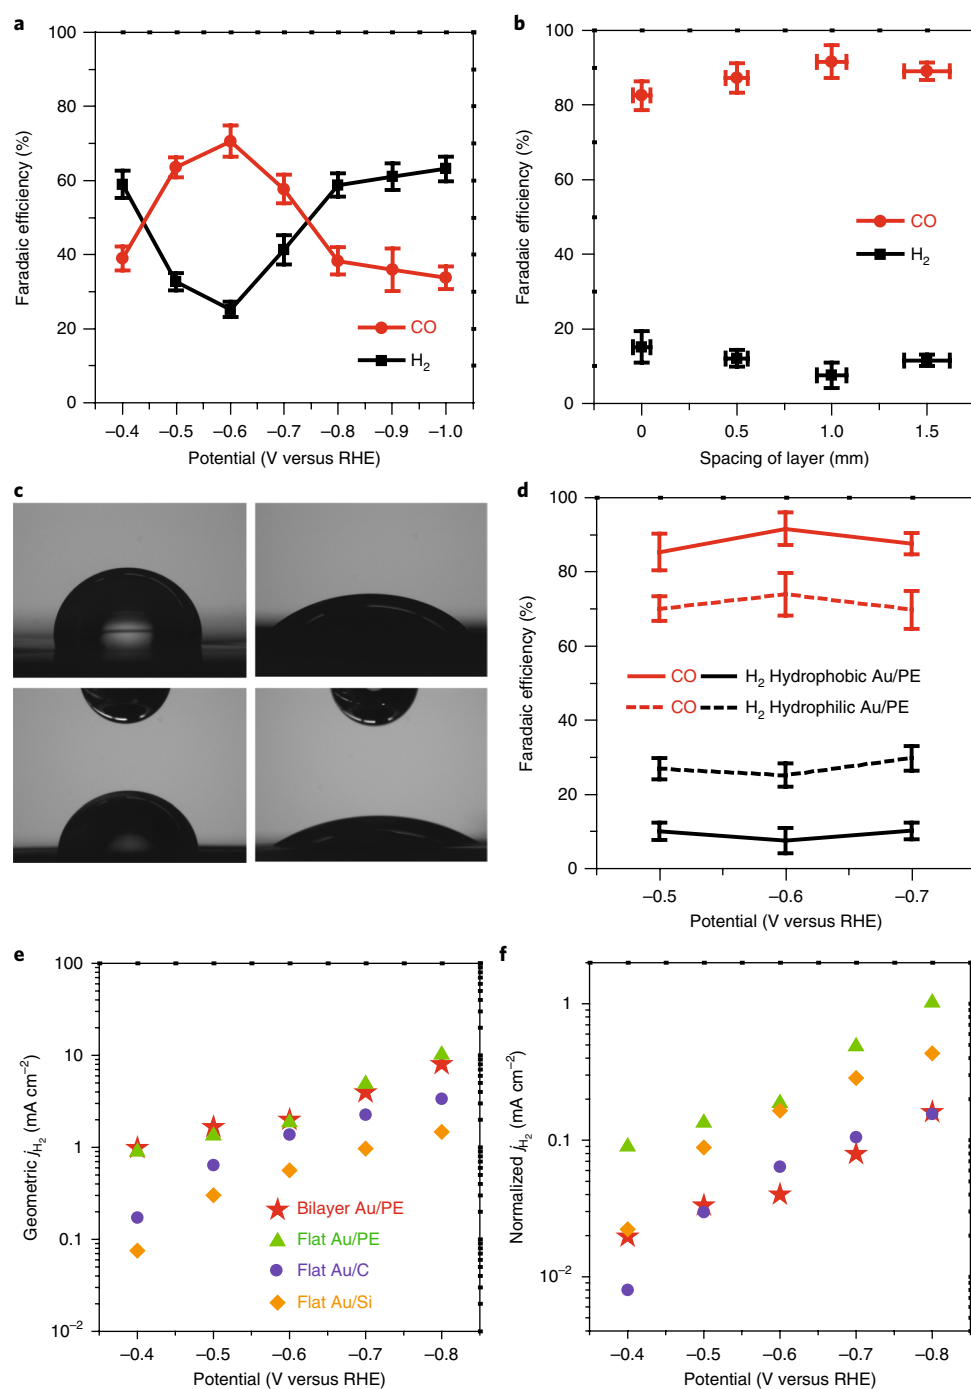 a
100
80
60
40
20
0
Faradaic efficiency (%)
CO
H₂
−0.4 −0.5 −0.6 −0.7 −0.8 −0.9 −1.0
Potential (V versus RHE)
b
100
80
60
40
20
0
Faradaic efficiency (%)
CO
H₂
0 0.5 1.0 1.5
Spacing of layer (mm)
c
d
100
80
60
40
20
0
Faradaic efficiency (%)
CO H₂ Hydrophobic Au/PE
CO H₂ Hydrophilic Au/PE
−0.5 −0.6 −0.7
Potential (V versus RHE)
e
100
10
1
0.1
10⁻²
Geometric j_H₂ (mA cm⁻²)
Bilayer Au/PE
Flat Au/PE
Flat Au/C
Flat Au/Si
−0.4 −0.5 −0.6 −0.7 −0.8
Potential (V versus RHE)
f
1
0.1
10⁻²
Normalized j_H₂ (mA cm⁻²)
−0.4 −0.5 −0.6 −0.7 −0.8
Potential (V versus RHE)